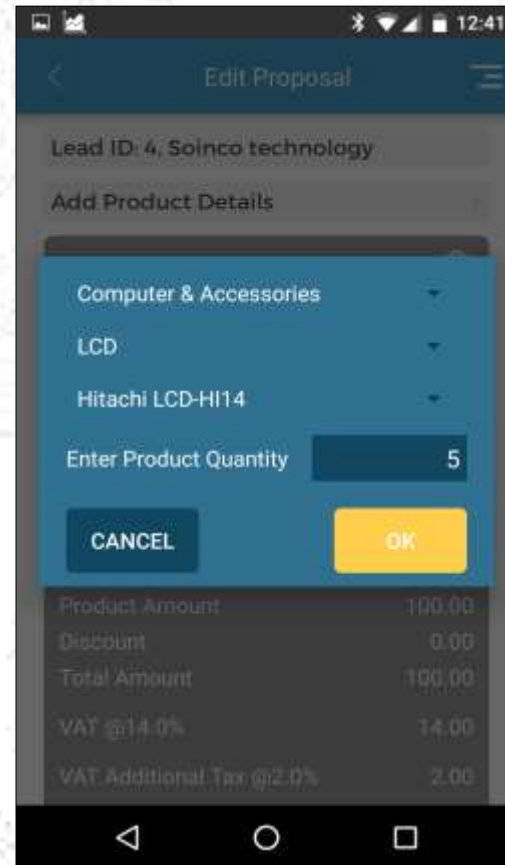 12:41
Edit Proposal
Lead ID: 4, Soinco technology
Add Product Details
Computer & Accessories
LCD
Hitachi LCD-HI14
Enter Product Quantity 5
CANCEL OK
Product Amount 100.00
Discount 0.00
Total Amount 100.00
VAT @14.0% 14.00
VAT Additional Tax @2.0% 2.00